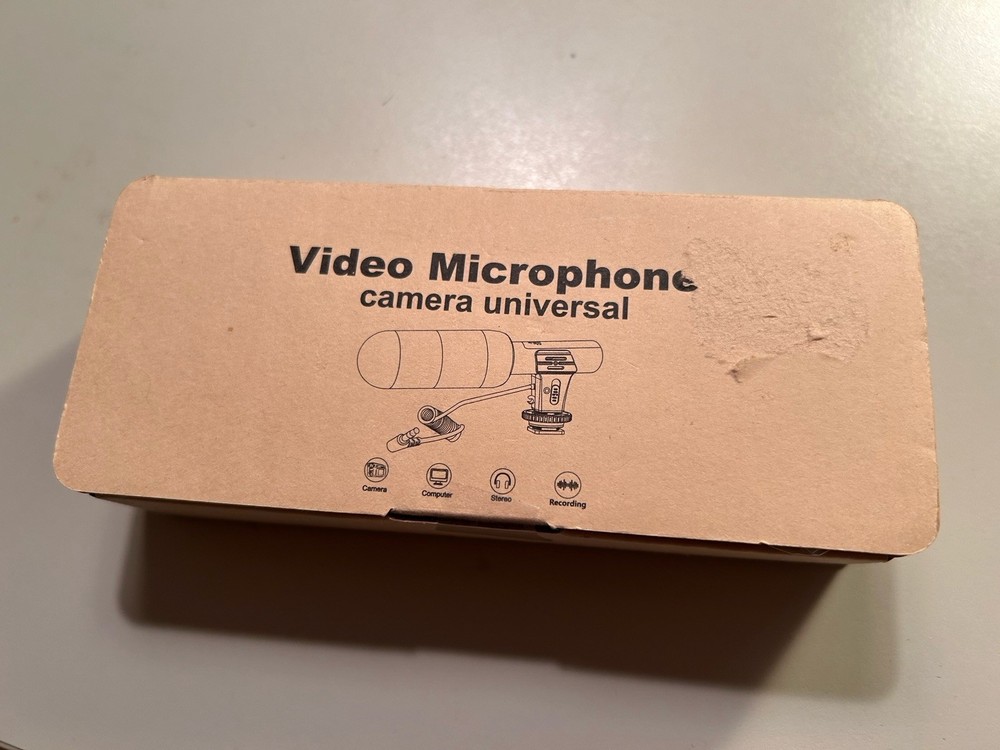 Video Microphone
camera universal
Camera
Computer
Stereo
Recording